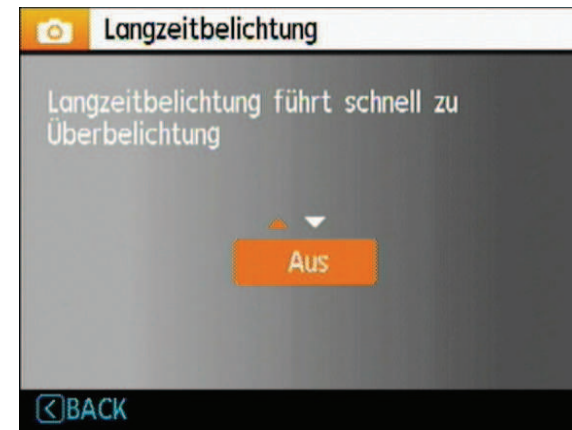 Langzeitbelichtung
Langzeitbelichtung führt schnell zu
Überbelichtung
Aus
BACK